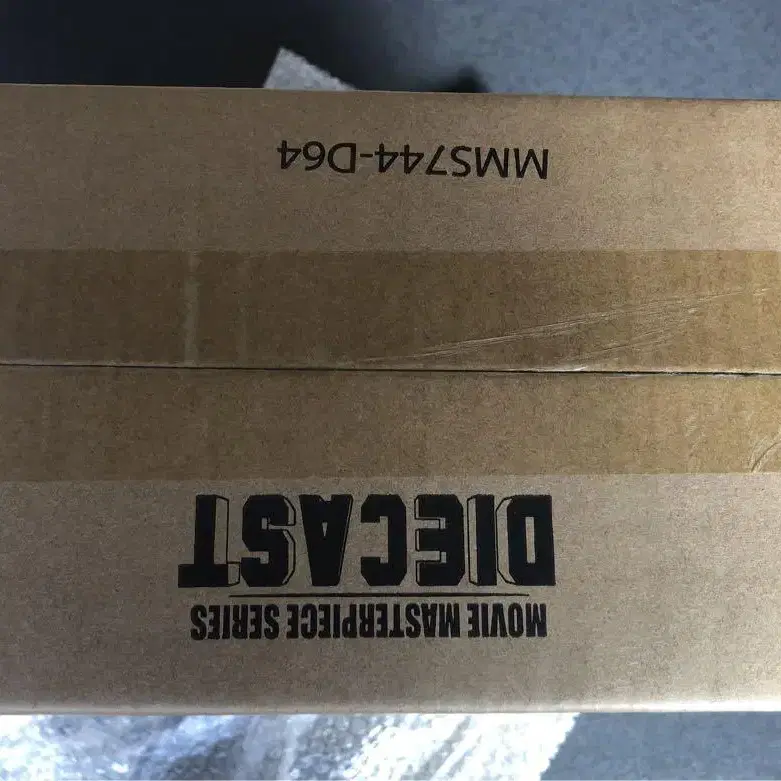 MOVIE MASTERPIECE SERIES
DIECAST
MMS744-D64